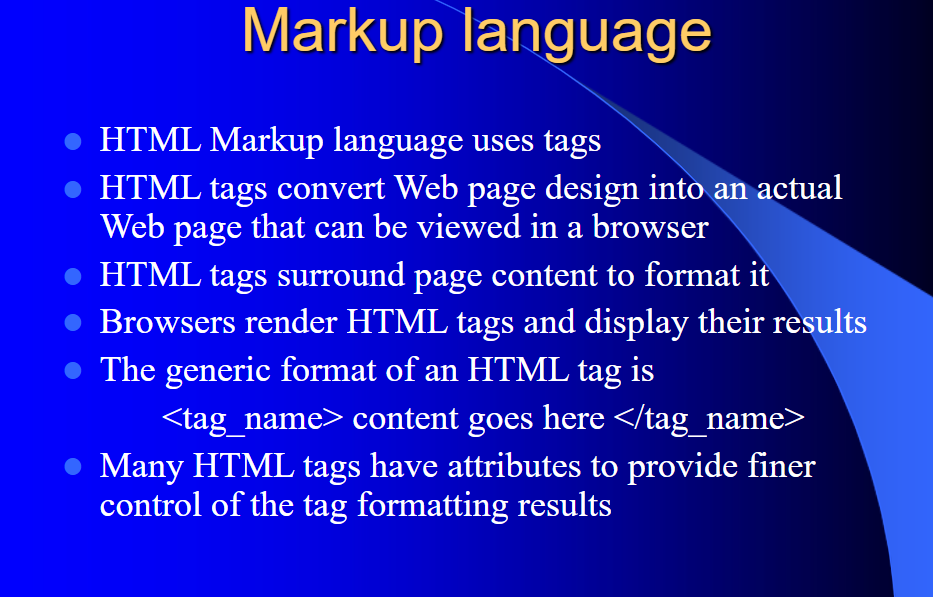 Markup language
HTML Markup language uses tags
HTML tags convert Web page design into an actual
Web page that can be viewed in a browser
HTML tags surround page content to format it
Browsers render HTML tags and display their results
The generic format of an HTML tag is
<tag_name> content goes here </tag_name>
Many HTML tags have attributes to provide finer
control of the tag formatting results